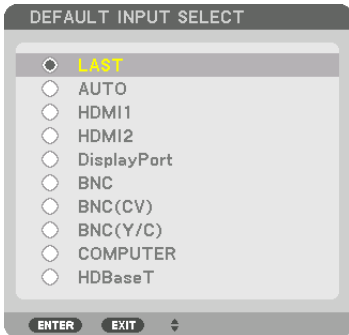 DEFAULT INPUT SELECT
LAST
AUTO
HDMI1
HDMI2
DisplayPort
BNC
BNC(CV)
BNC(Y/C)
COMPUTER
HDBaseT
ENTER EXIT